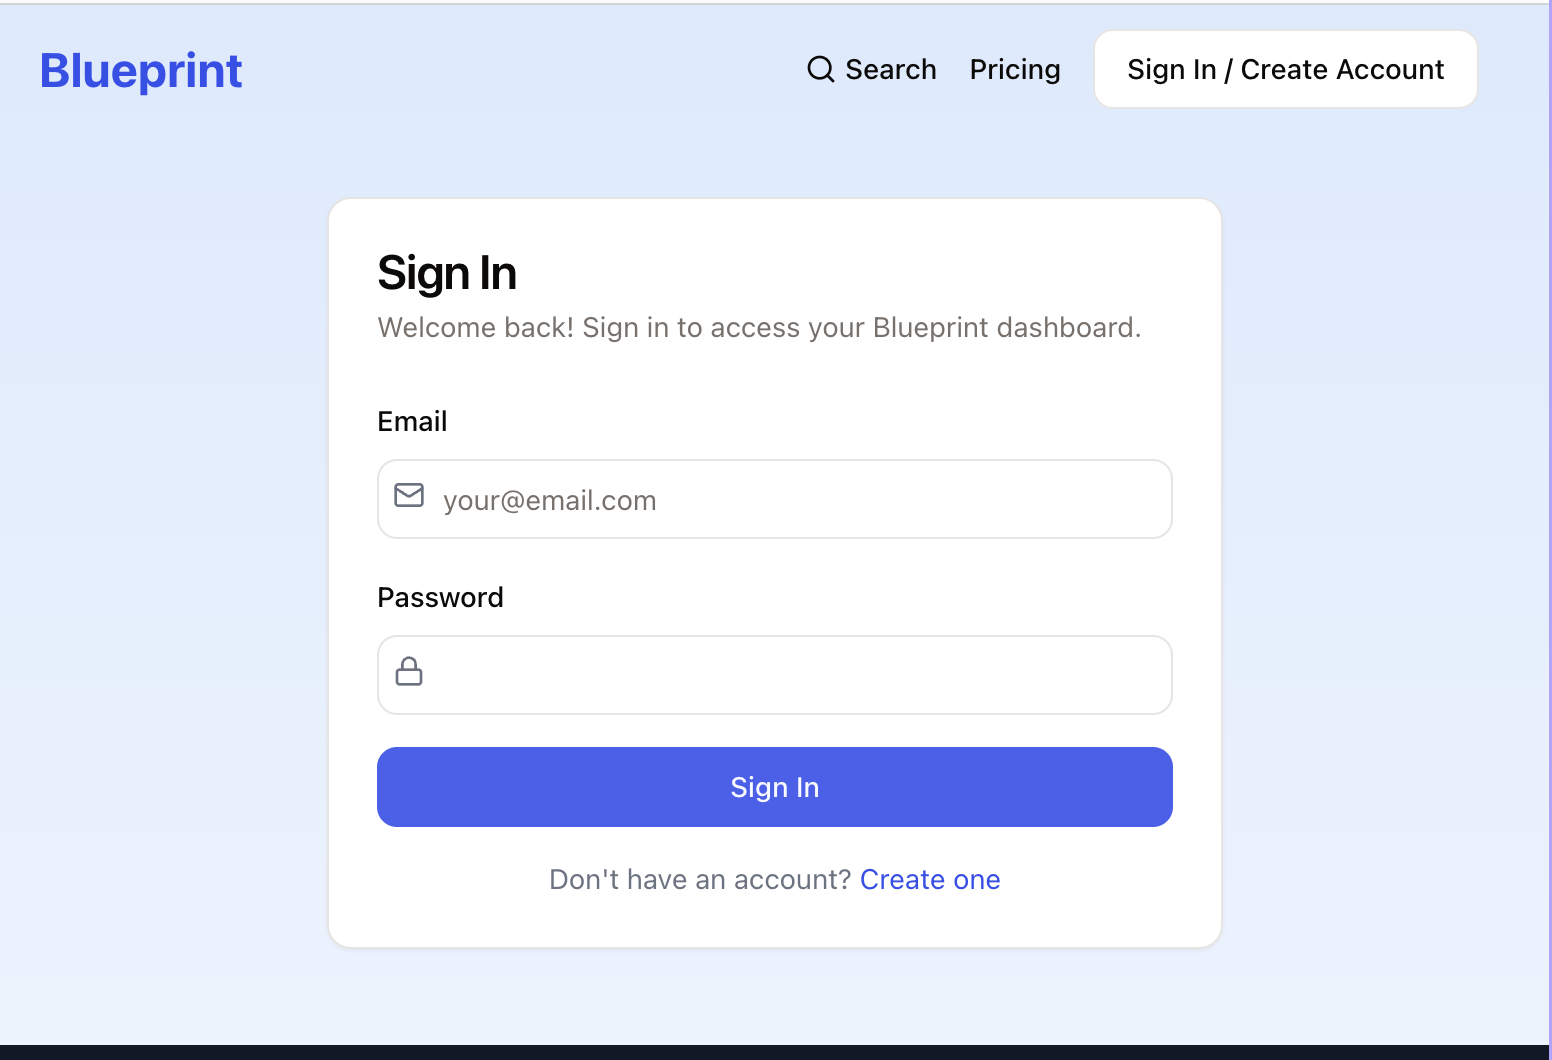 Blueprint
Search
Pricing
Sign In / Create Account
Sign In
Welcome back! Sign in to access your Blueprint dashboard.
Email
your@email.com
Password
Sign In
Don't have an account? Create one